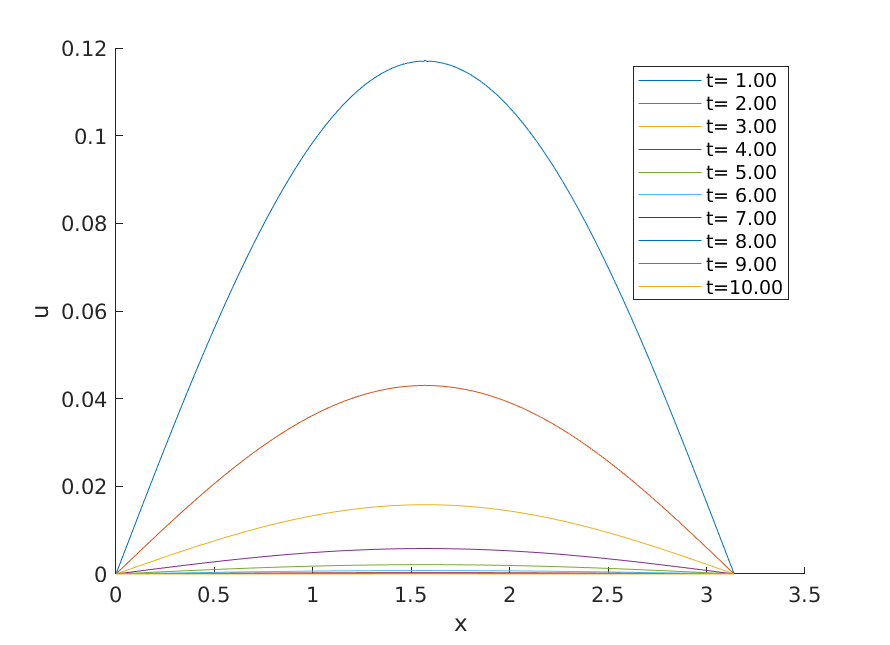 0.12
0.1
0.08
0.06
0.04
0.02
0
u
0 0.5 1 1.5 2 2.5 3 3.5
x
t= 1.00
t= 2.00
t= 3.00
t= 4.00
t= 5.00
t= 6.00
t= 7.00
t= 8.00
t= 9.00
t=10.00